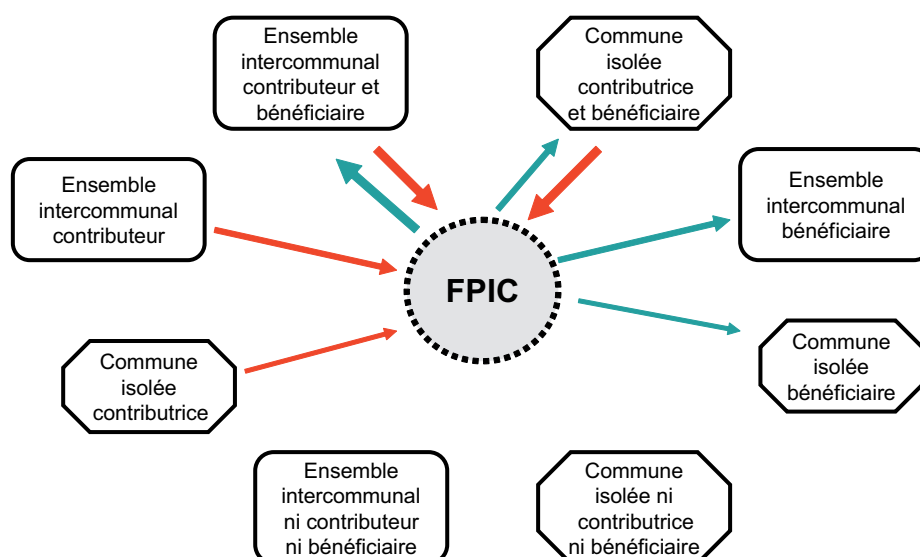 Ensemble
intercommunal
contributeur et
bénéficiaire
Commune
isolée
contributrice
et bénéficiaire
Ensemble
intercommunal
contributeur
Ensemble
intercommunal
bénéficiaire
FPIC
Commune
isolée
contributrice
Commune
isolée
bénéficiaire
Ensemble
intercommunal
ni contributeur
ni bénéficiaire
Commune
isolée ni
contributrice
ni bénéficiaire